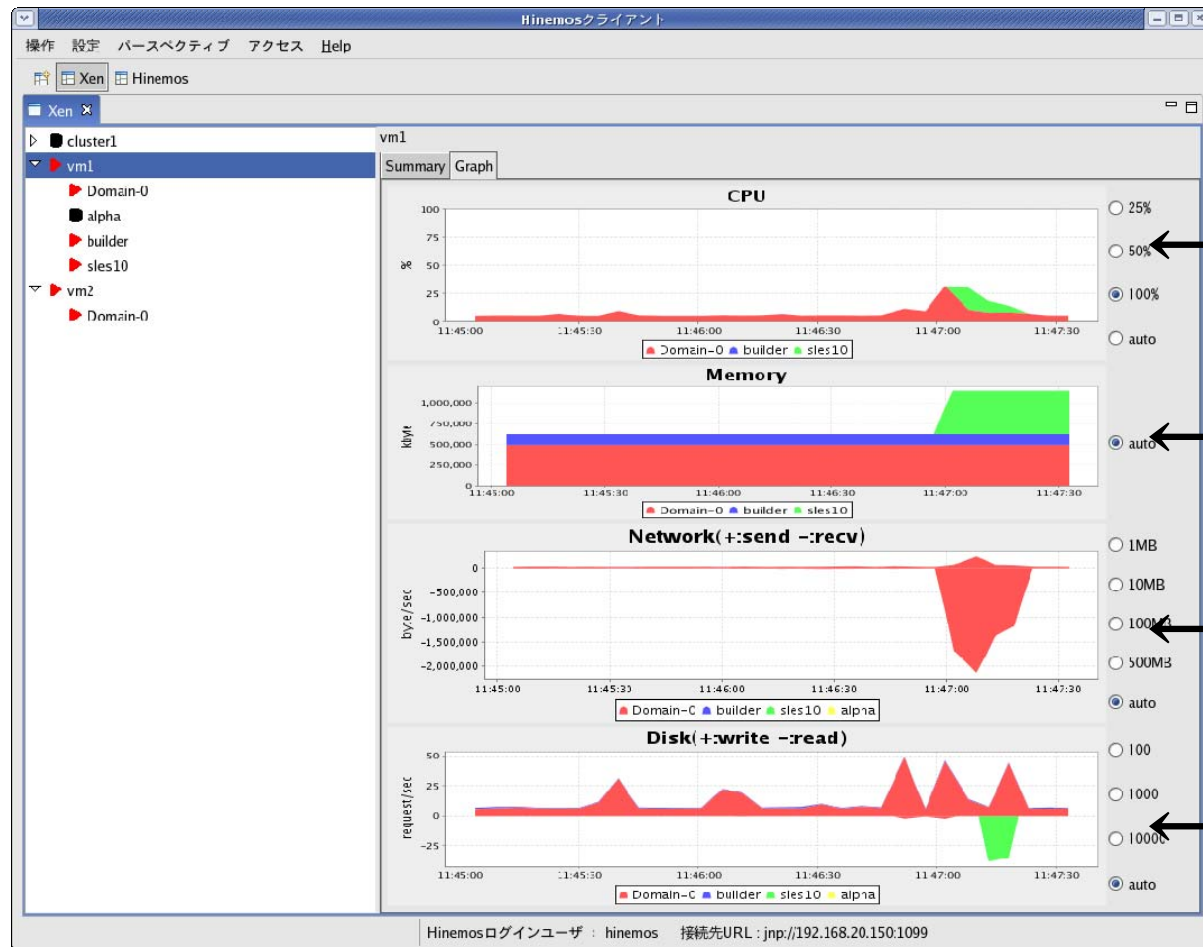 Hinemosクライアント
操作 設定 パースペクティブ アクセス Help
Xen Hinemos
Xen
cluster1
vm1
Domain-0
alpha
builder
sles10
vm2
Domain-0
vm1
Summary Graph
CPU
100
75
50
25
0
%
11:45:00 11:45:30 11:46:00 11:46:30 11:47:00 11:47:30
Domain-0 builder sles10
25%
50%
100%
auto
Memory
1,000,000
750,000
500,000
250,000
0
kbyte
11:45:00 11:45:30 11:46:00 11:46:30 11:47:00 11:47:30
Domain-0 builder sles10
auto
Network(+:send -:recv)
0
-500,000
-1,000,000
-1,500,000
-2,000,000
byte/sec
11:45:00 11:45:30 11:46:00 11:46:30 11:47:00 11:47:30
Domain-0 builder sles10 alpha
1MB
10MB
100MB
500MB
auto
Disk(+:write -:read)
50
25
0
-25
request/sec
11:45:00 11:45:30 11:46:00 11:46:30 11:47:00 11:47:30
Domain-0 builder sles10 alpha
100
1000
10000
auto
Hinemosログインユーザ : hinemos 接続先URL : jnp://192.168.20.150:1099